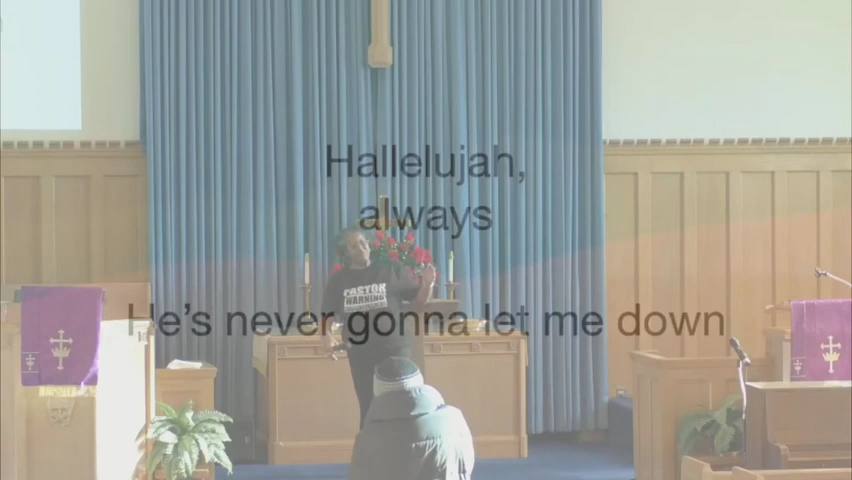 Hallelujah,
always
PASTOR
WARNING
He's never gonna let me down